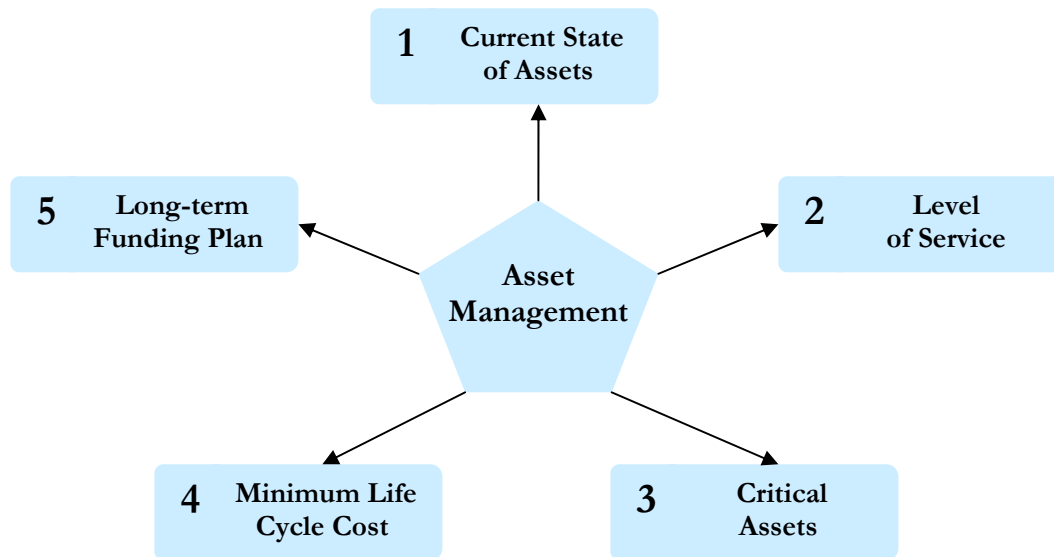 1 Current State
of Assets
5 Long-term
Funding Plan
2 Level
of Service
Asset
Management
4 Minimum Life
Cycle Cost
3 Critical
Assets